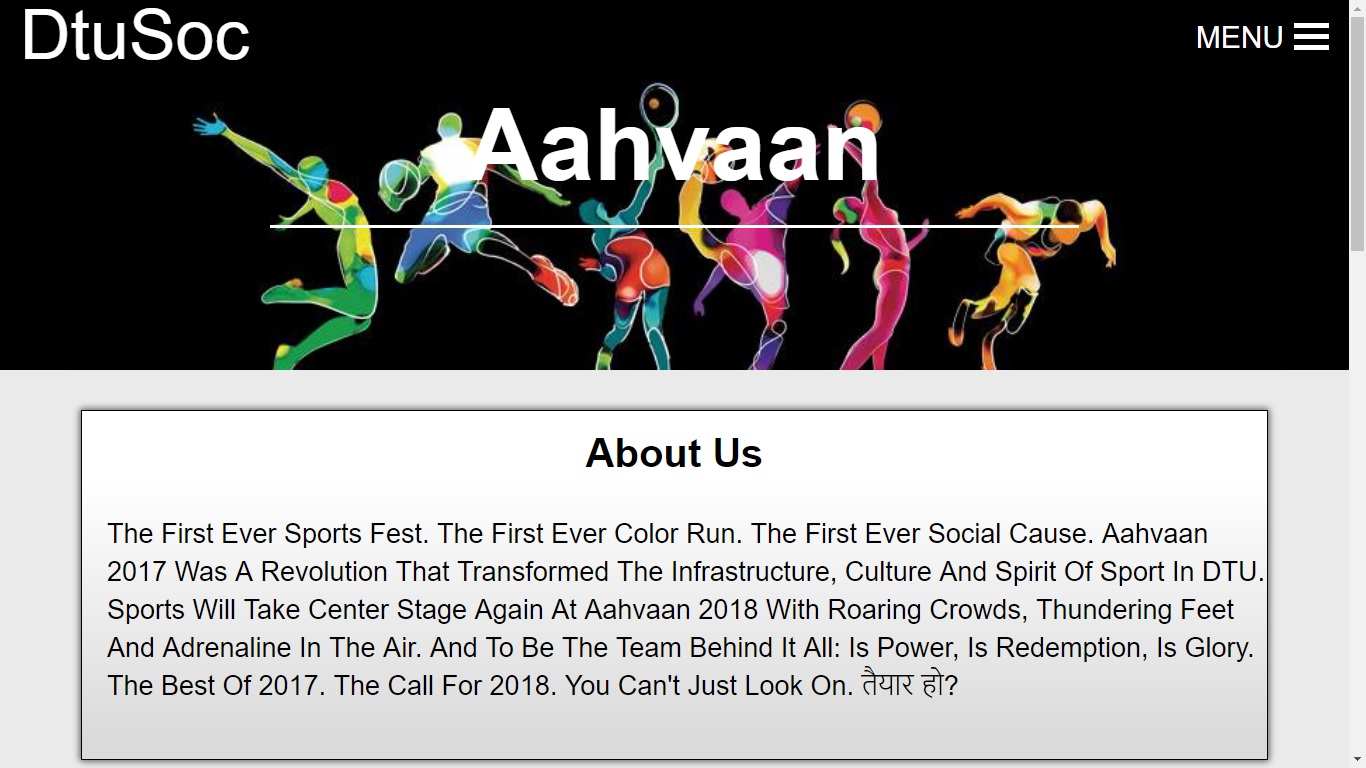 DtuSoc
MENU
Aahvaan
About Us
The First Ever Sports Fest. The First Ever Color Run. The First Ever Social Cause. Aahvaan
2017 Was A Revolution That Transformed The Infrastructure, Culture And Spirit Of Sport In DTU.
Sports Will Take Center Stage Again At Aahvaan 2018 With Roaring Crowds, Thundering Feet
And Adrenaline In The Air. And To Be The Team Behind It All: Is Power, Is Redemption, Is Glory.
The Best Of 2017. The Call For 2018. You Can't Just Look On. तैयार हो?